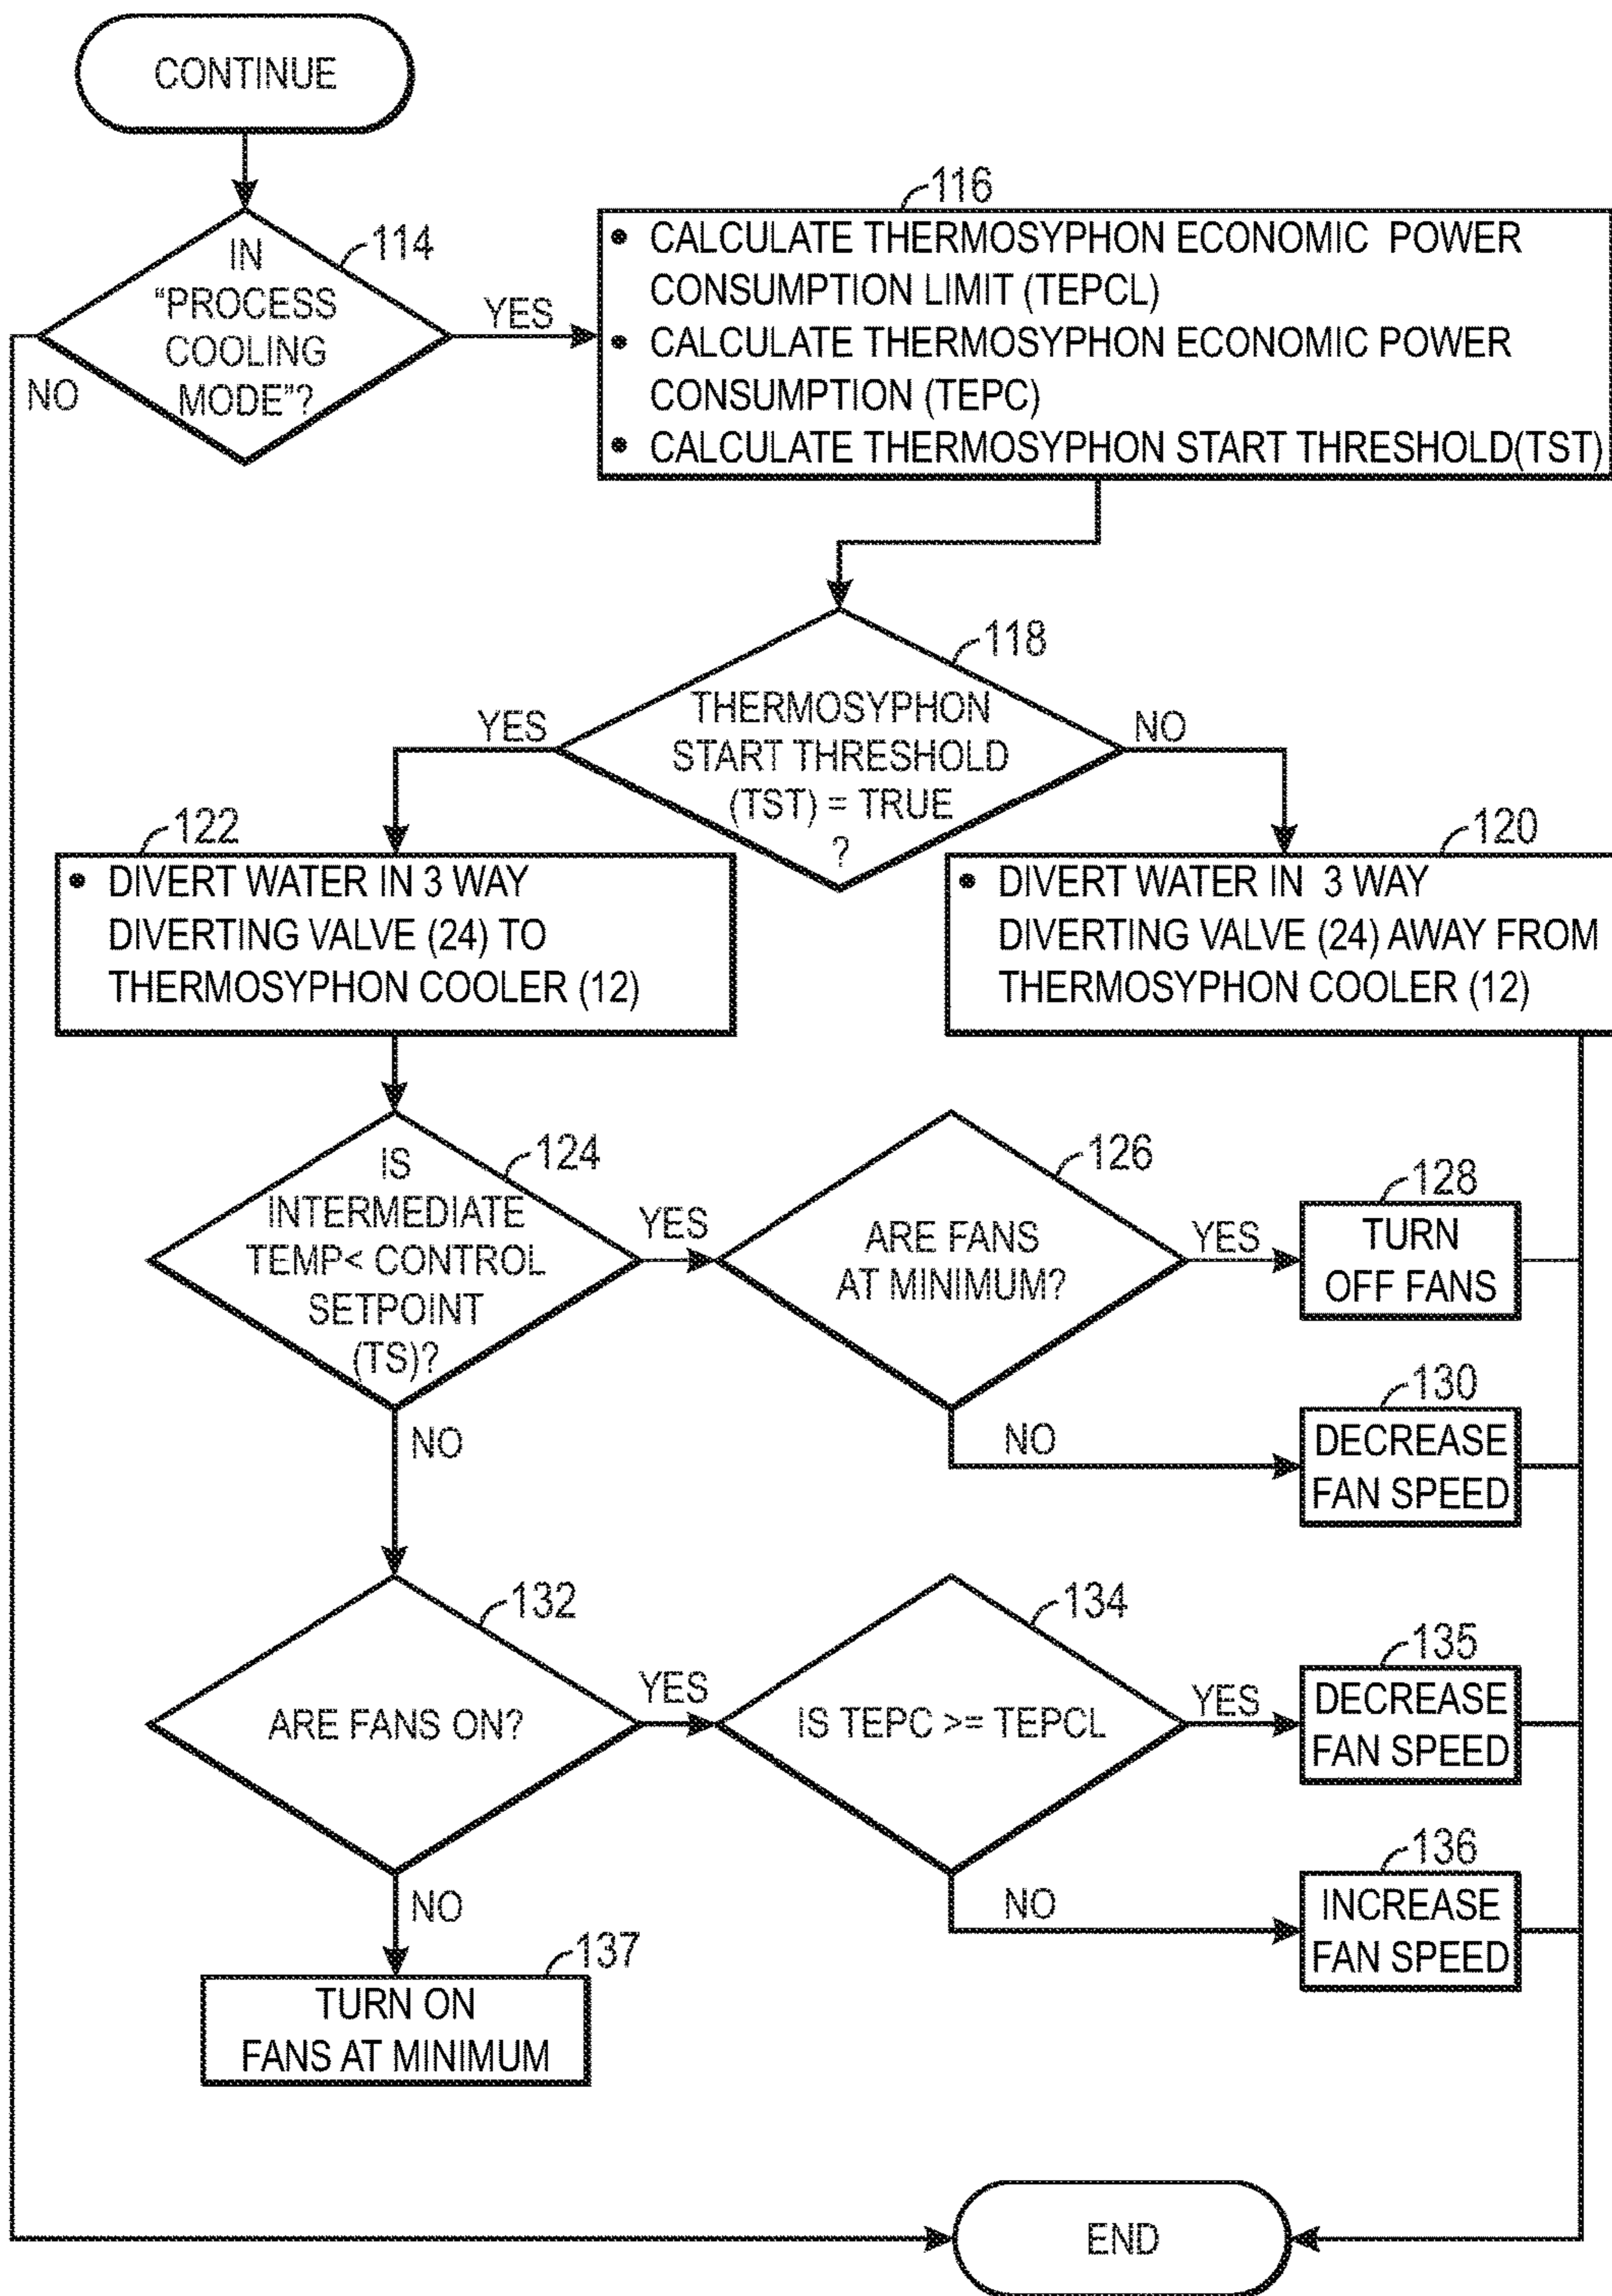 CONTINUE
114
IN
“PROCESS
COOLING
MODE”?
YES
NO
116
• CALCULATE THERMOSYPHON ECONOMIC POWER
CONSUMPTION LIMIT (TEPCL)
• CALCULATE THERMOSYPHON ECONOMIC POWER
CONSUMPTION (TEPC)
• CALCULATE THERMOSYPHON START THRESHOLD(TST)
118
THERMOSYPHON
START THRESHOLD
(TST) = TRUE
?
YES
NO
122
• DIVERT WATER IN 3 WAY
DIVERTING VALVE (24) TO
THERMOSYPHON COOLER (12)
120
• DIVERT WATER IN 3 WAY
DIVERTING VALVE (24) AWAY FROM
THERMOSYPHON COOLER (12)
124
IS
INTERMEDIATE
TEMP< CONTROL
SETPOINT
(TS)?
YES
NO
126
ARE FANS
AT MINIMUM?
YES
NO
128
TURN
OFF FANS
130
DECREASE
FAN SPEED
132
ARE FANS ON?
YES
NO
134
IS TEPC >= TEPCL
YES
NO
135
DECREASE
FAN SPEED
136
INCREASE
FAN SPEED
137
TURN ON
FANS AT MINIMUM
END